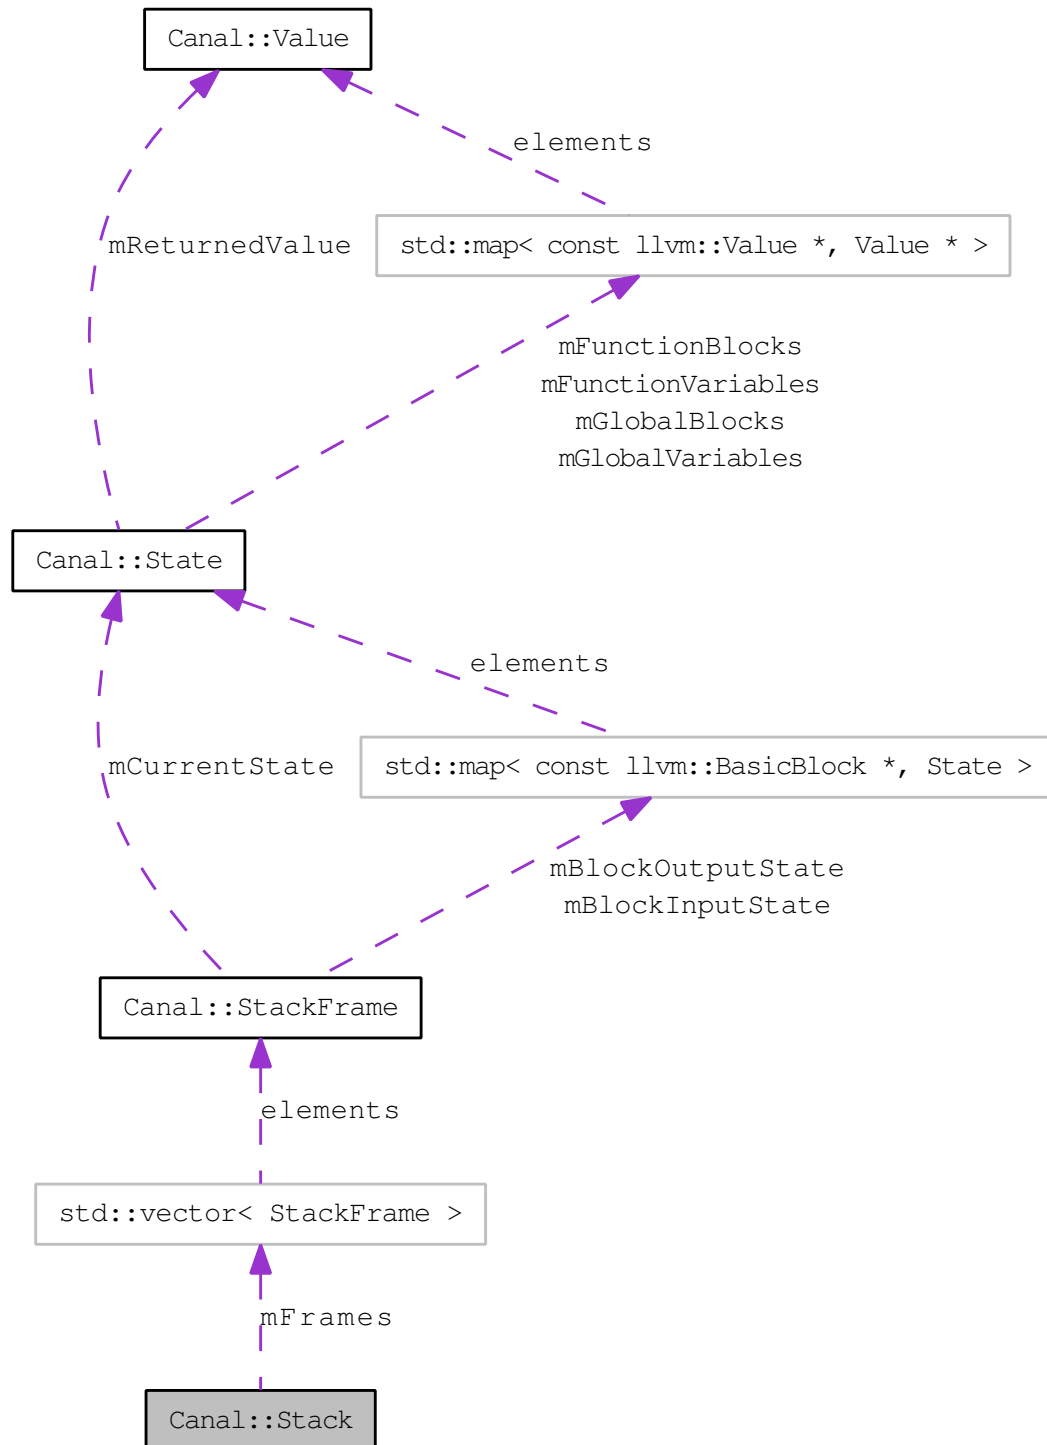 Canal::Value
elements
mReturnedValue
std::map< const llvm::Value *, Value * >
mFunctionBlocks
mFunctionVariables
mGlobalBlocks
mGlobalVariables
Canal::State
elements
mCurrentState
std::map< const llvm::BasicBlock *, State >
mBlockOutputState
mBlockInputState
Canal::StackFrame
elements
std::vector< StackFrame >
mFrames
Canal::Stack